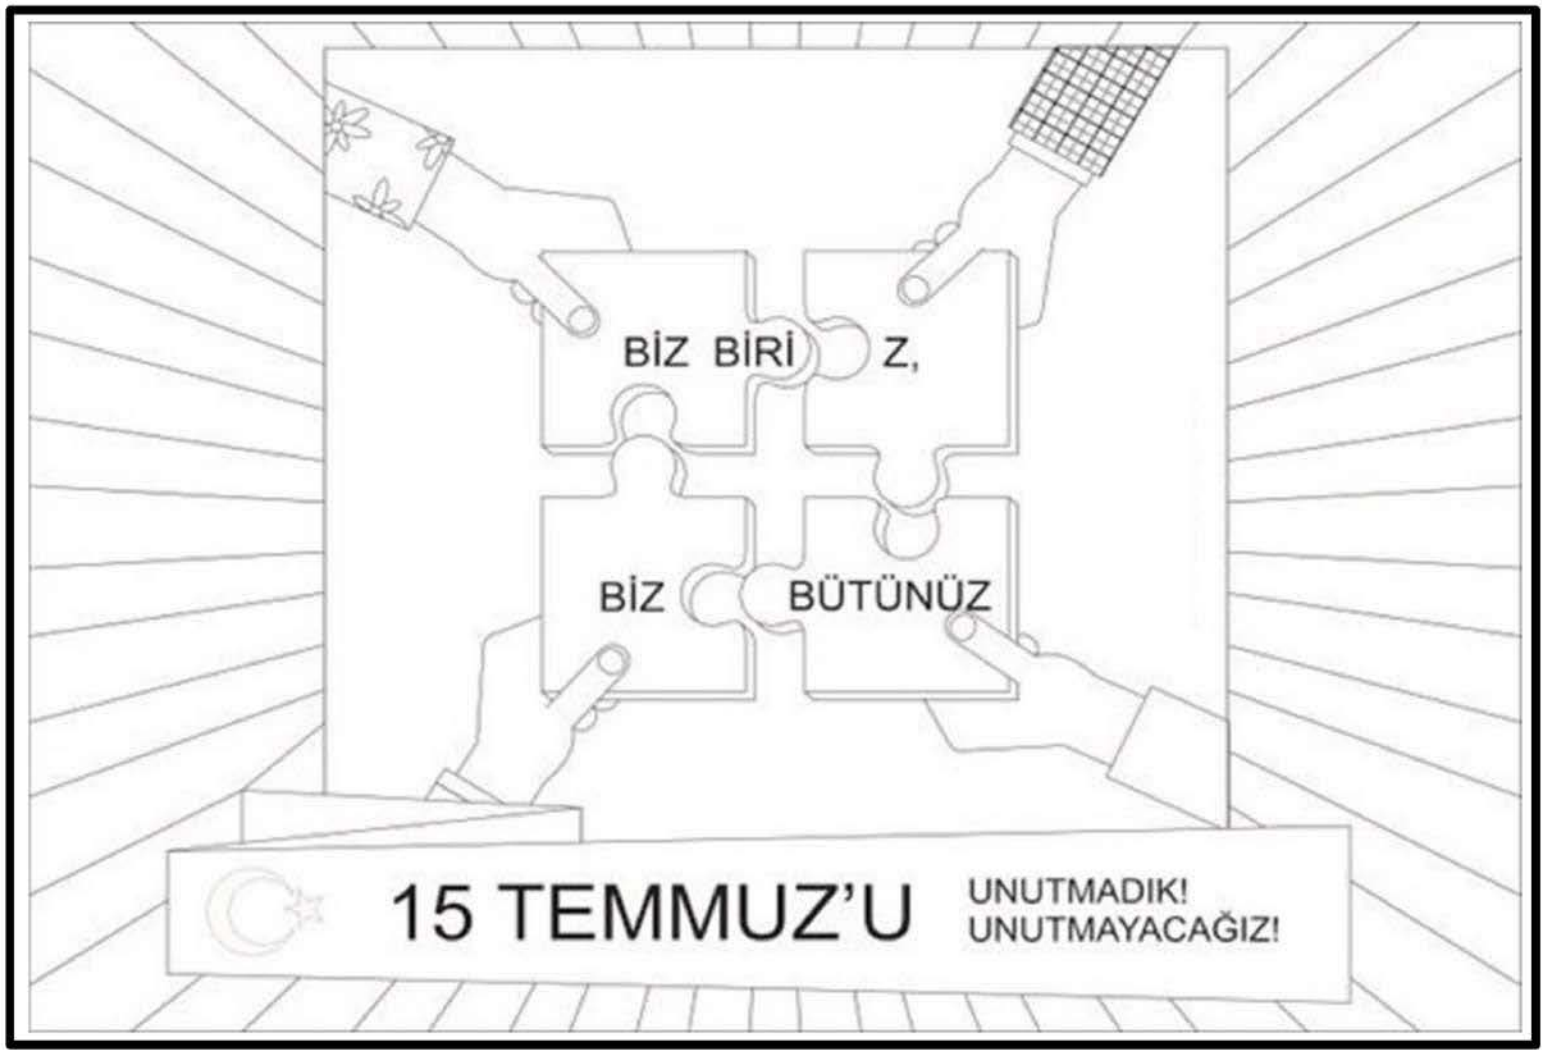 BİZ BİRİ Z,
BİZ BÜTÜNÜZ
15 TEMMUZ’U
UNUTMADIK!
UNUTMAYACAĞIZ!